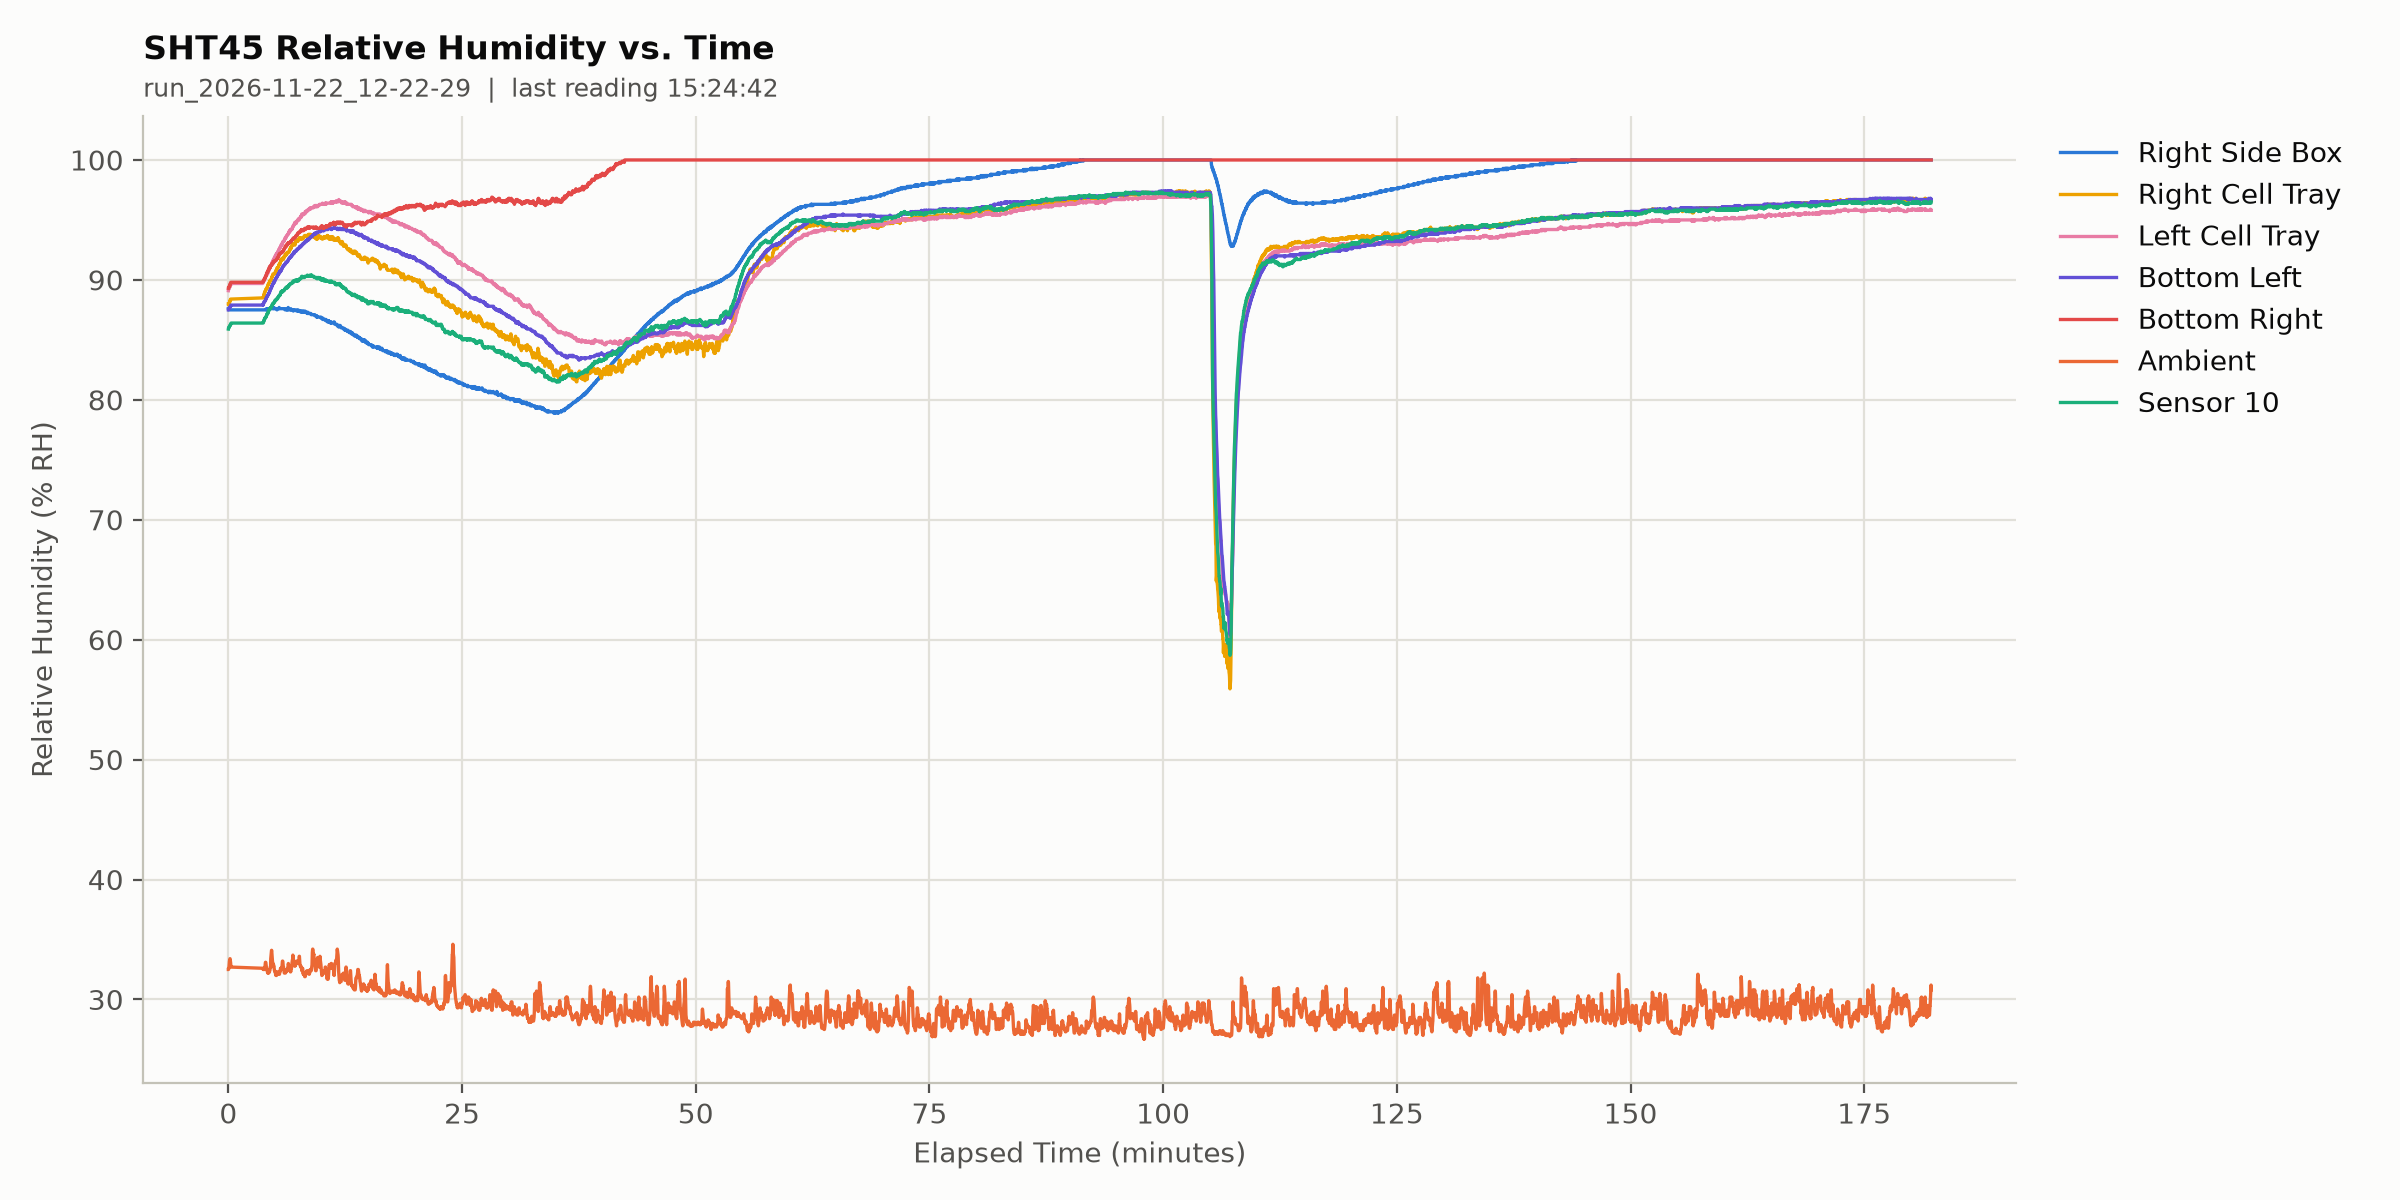 SHT45 Relative Humidity vs. Time
run_2026-11-22_12-22-29 | last reading 15:24:42
Relative Humidity (% RH)
100
90
80
70
60
50
40
30
0
25
50
75
100
125
150
175
Elapsed Time (minutes)
Right Side Box
Right Cell Tray
Left Cell Tray
Bottom Left
Bottom Right
Ambient
Sensor 10